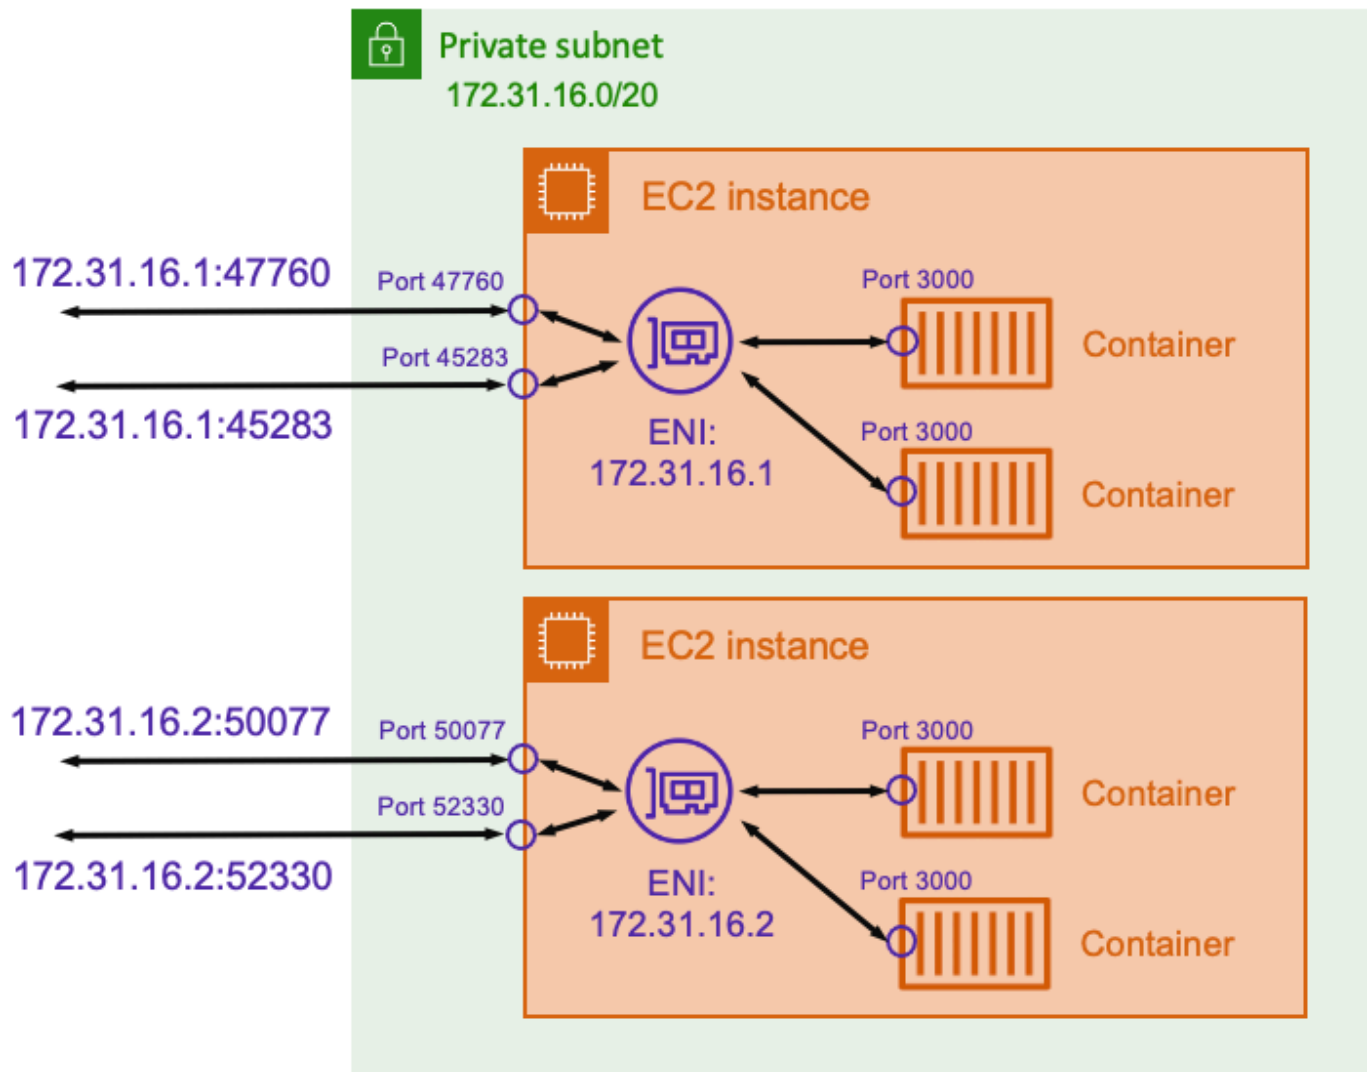 Private subnet
172.31.16.0/20
EC2 instance
172.31.16.1:47760
Port 47760
Port 3000
Container
Port 45283
172.31.16.1:45283
ENI:
172.31.16.1
Port 3000
Container
EC2 instance
172.31.16.2:50077
Port 50077
Port 3000
Container
Port 52330
172.31.16.2:52330
ENI:
172.31.16.2
Port 3000
Container